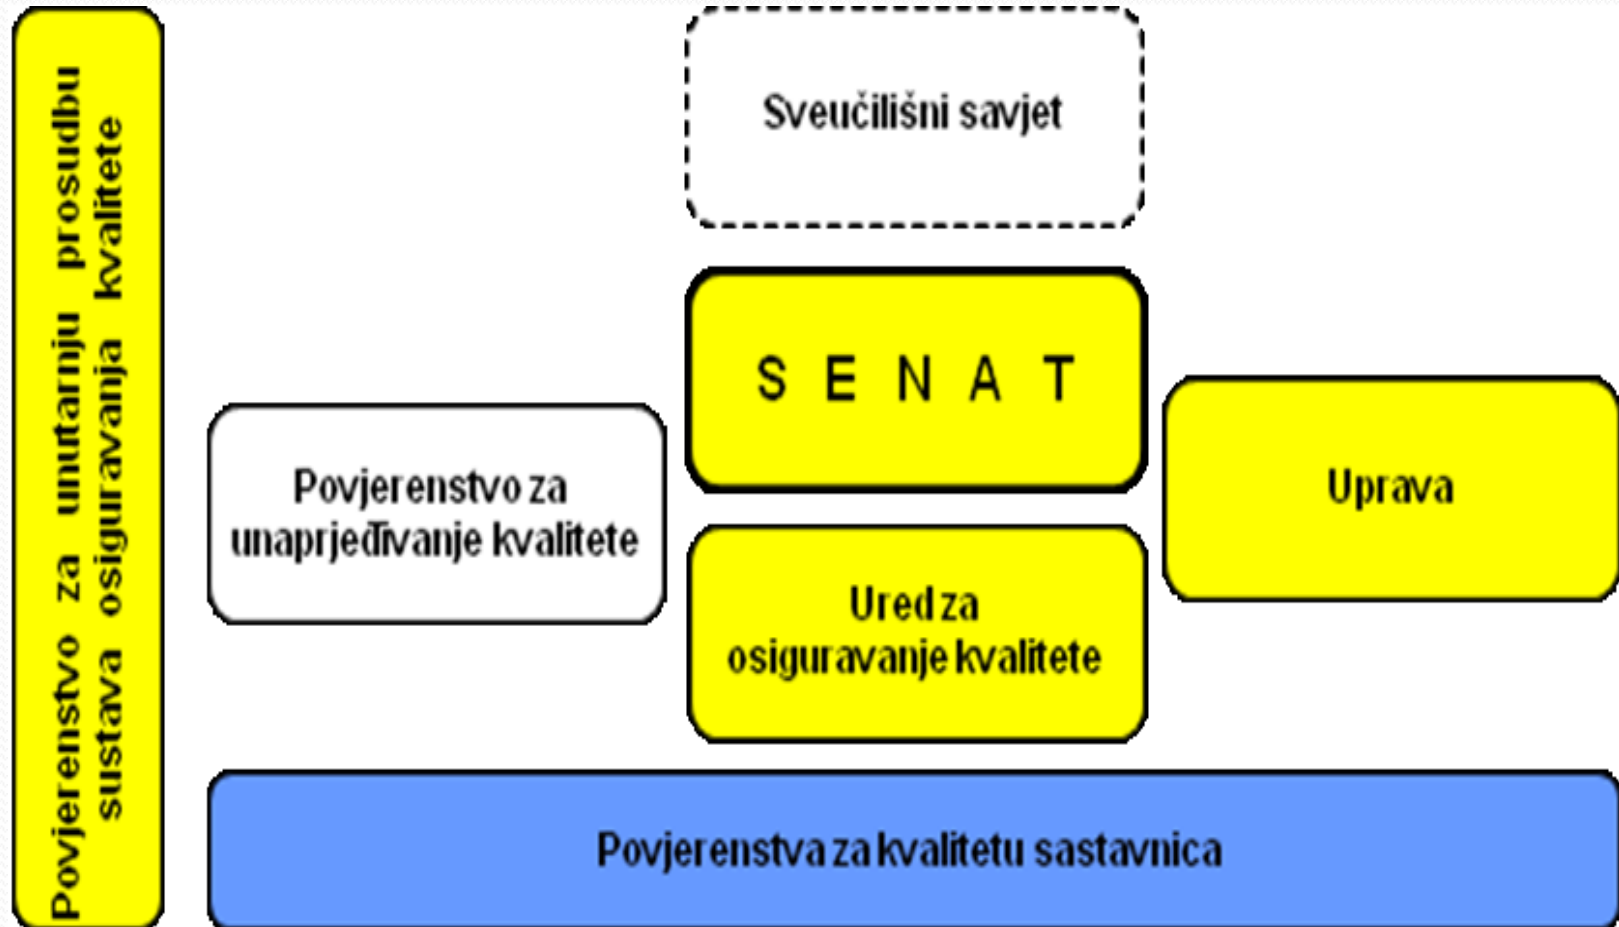 Povjerenstvo za unutarnju prosudbu
sustava osiguravanja kvalitete
Sveučilišni savjet
S E N A T
Povjerenstvo za
unaprjeđivanje kvalitete
Uprava
Ured za
osiguravanje kvalitete
Povjerenstva za kvalitetu sastavnica